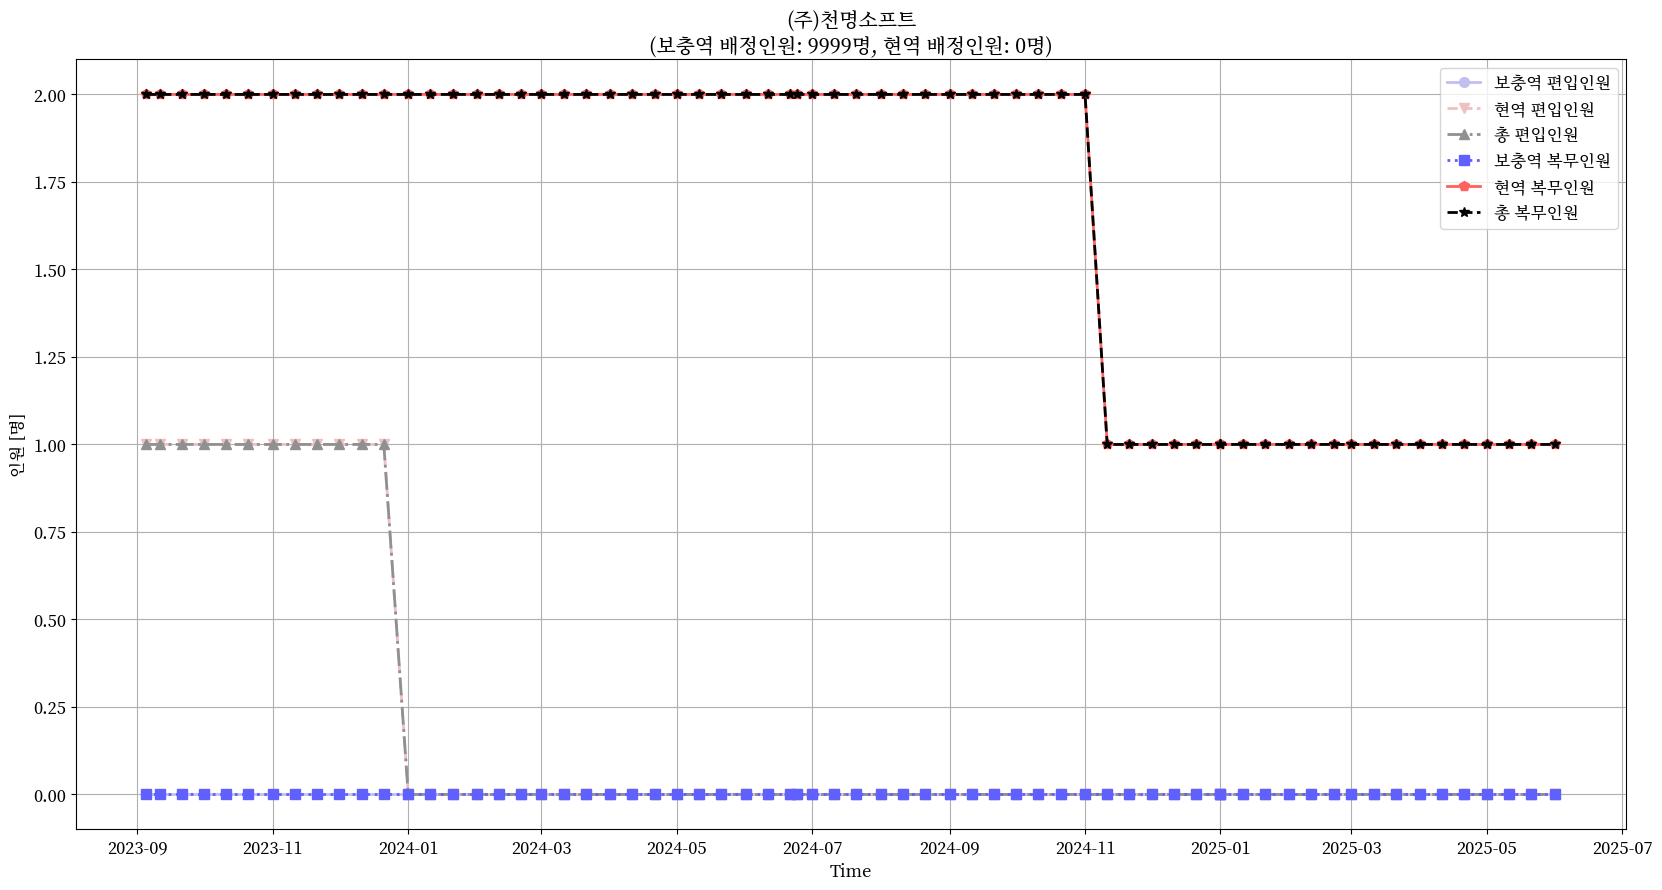 (주)천명소프트
(보충역 배정인원: 9999명, 현역 배정인원: 0명)
보충역 편입인원
현역 편입인원
총 편입인원
보충역 복무인원
현역 복무인원
총 복무인원
인원 [명]
2.00
1.75
1.50
1.25
1.00
0.75
0.50
0.25
0.00
2023-09 2023-11 2024-01 2024-03 2024-05 2024-07 2024-09 2024-11 2025-01 2025-03 2025-05 2025-07
Time